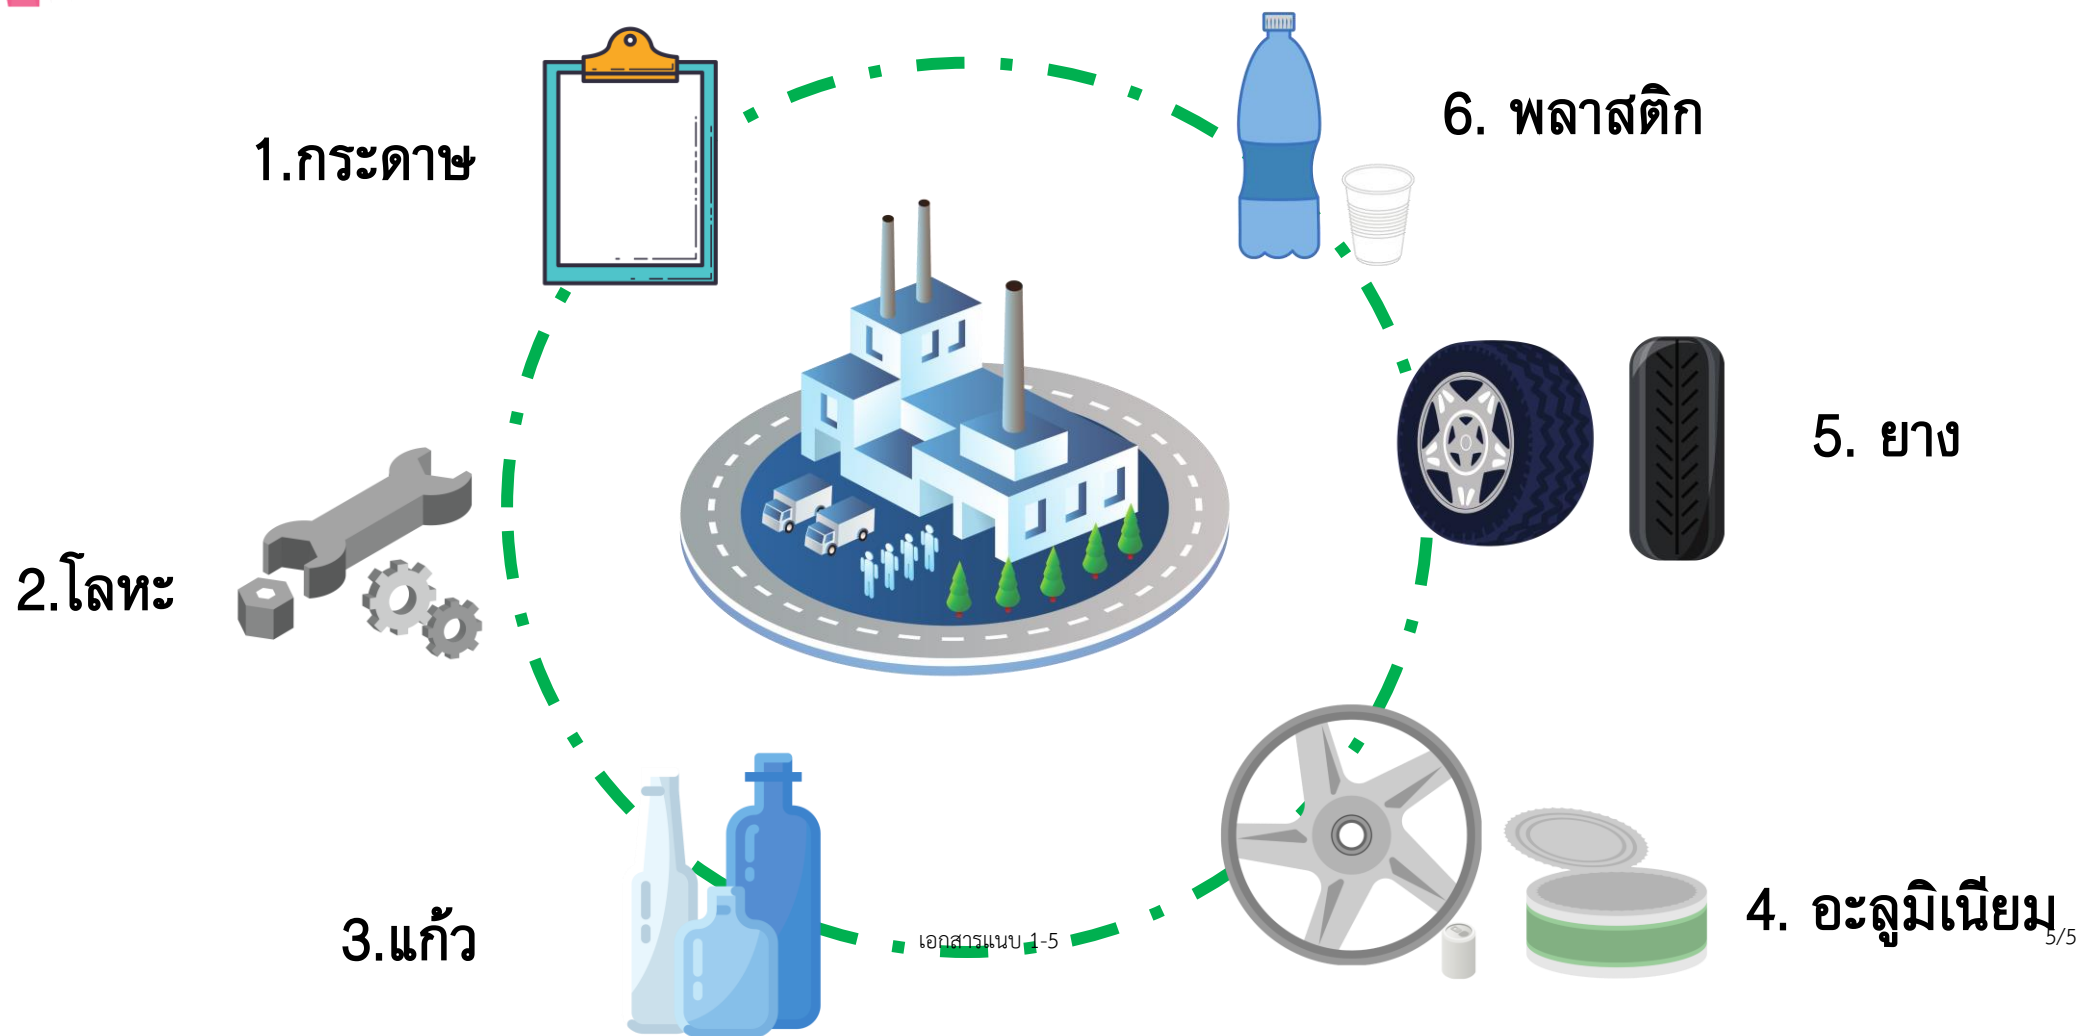 1.กระดาษ
2.โลหะ
3.แก้ว
4. อะลูมิเนียม
5. ยาง
6. พลาสติก
เอกสารแนบ 1-5
5/5